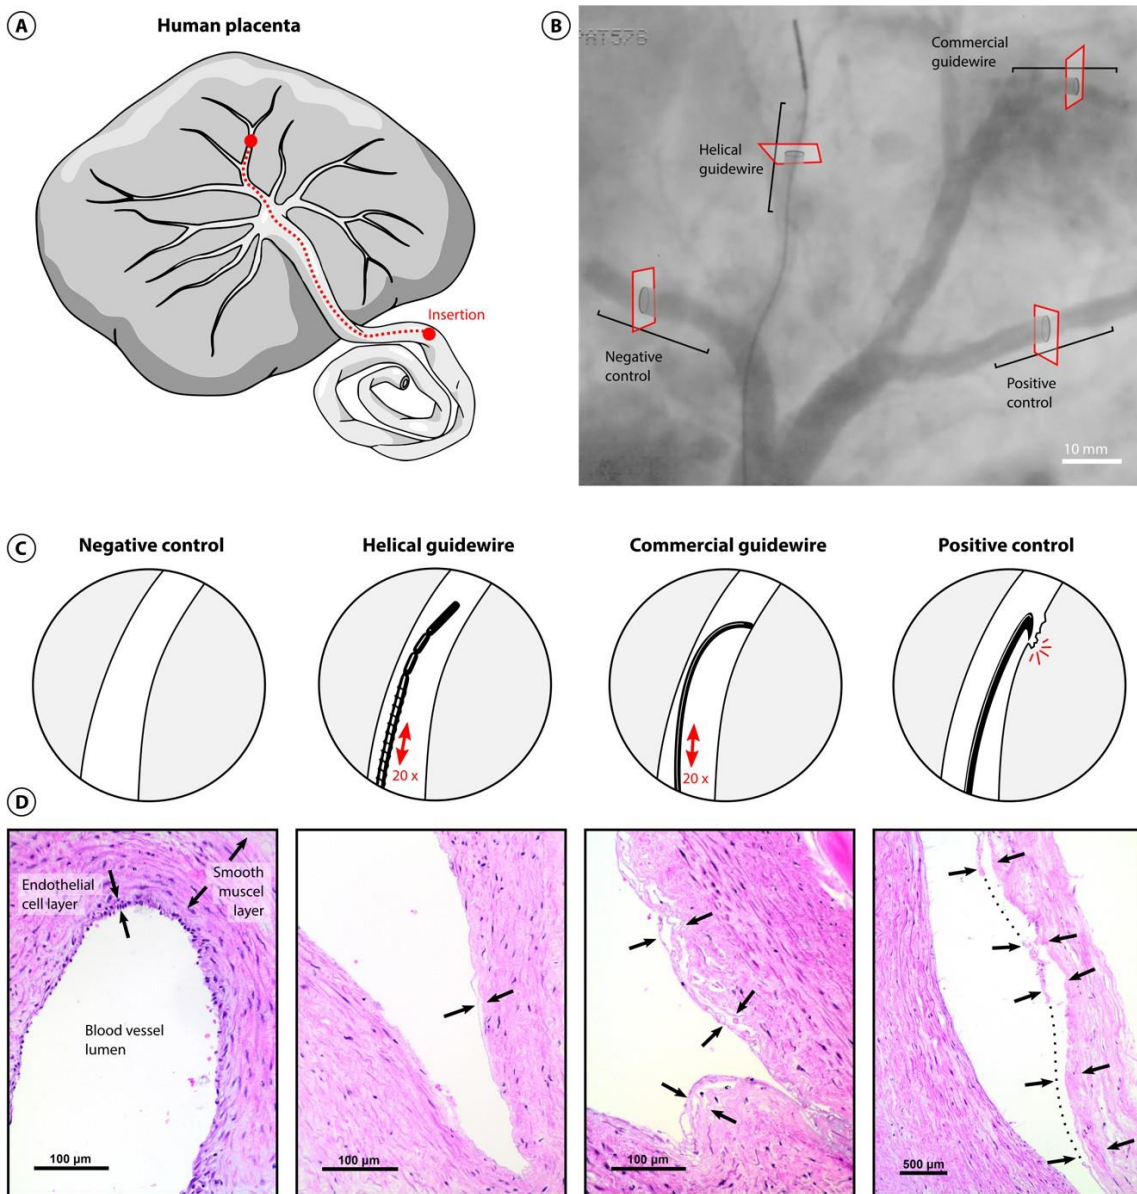 A
Human placenta
Insertion
B
PAT576
Commercial
guidewire
Helical
guidewire
Negative
control
Positive
control
10 mm
C
Negative control
Helical guidewire
Commercial guidewire
Positive control
20 x
20 x
D
Endothelial
cell layer
Smooth
muscel
layer
Blood vessel
lumen
100 µm
100 µm
100 µm
500 µm